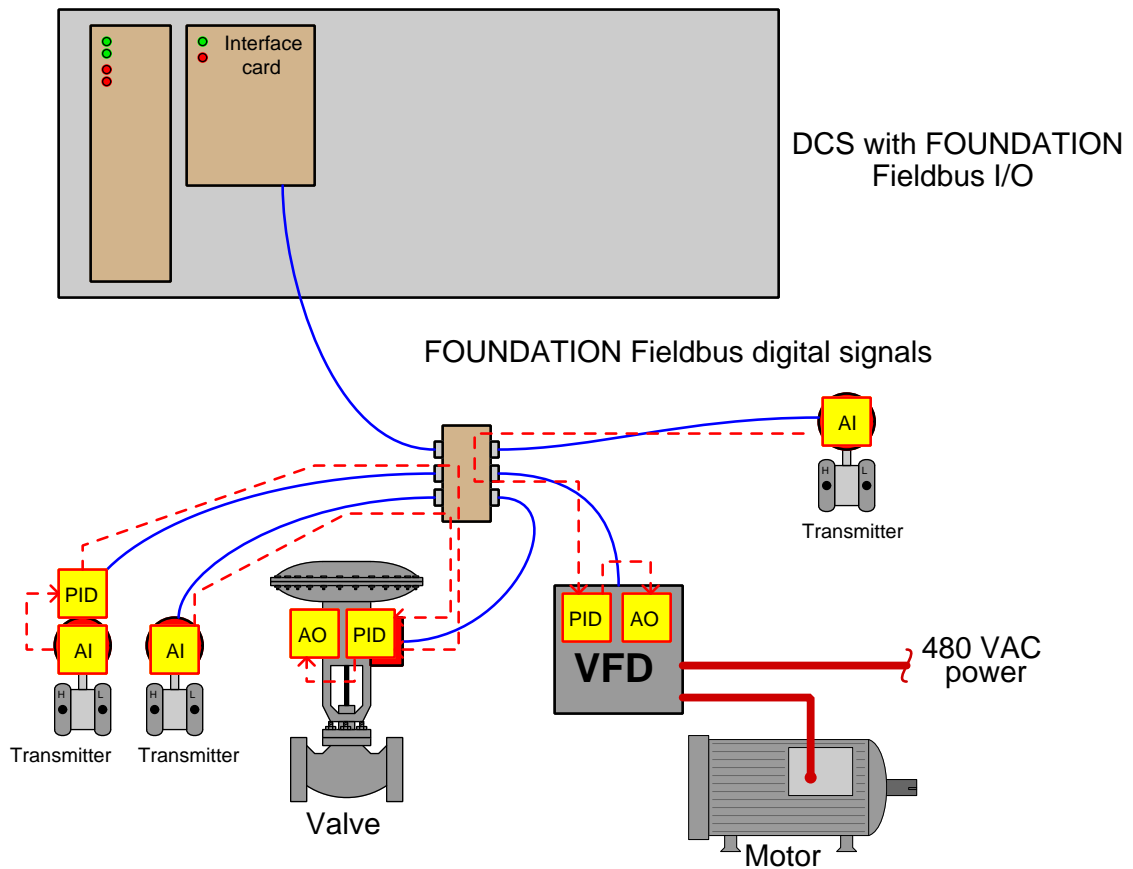 Interface
card
DCS with FOUNDATION
Fieldbus I/O
FOUNDATION Fieldbus digital signals
AI
H
L
Transmitter
PID
AI
H
L
Transmitter
AI
H
L
Transmitter
AO
PID
Valve
PID
AO
VFD
480 VAC
power
Motor